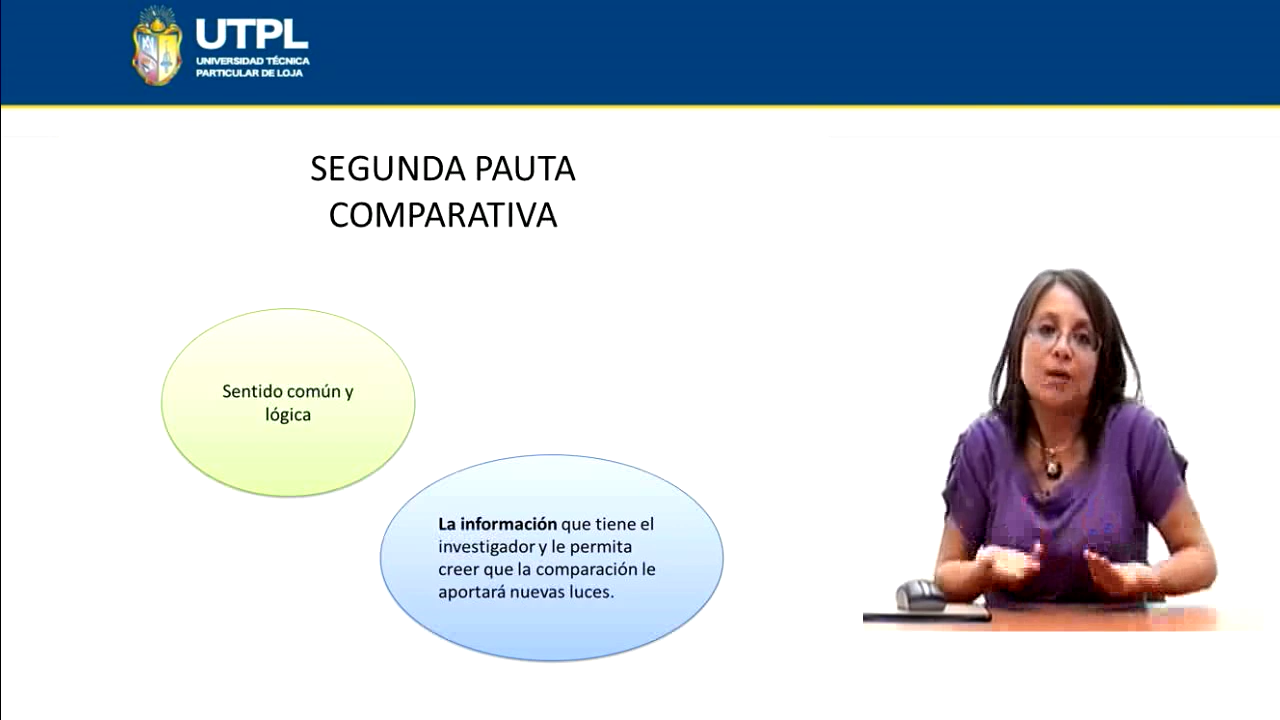 UTPL
UNIVERSIDAD TÉCNICA
PARTICULAR DE LOJA
SEGUNDA PAUTA
COMPARATIVA
Sentido común y
lógica
La información que tiene el
investigador y le permita
creer que la comparación le
aportará nuevas luces.